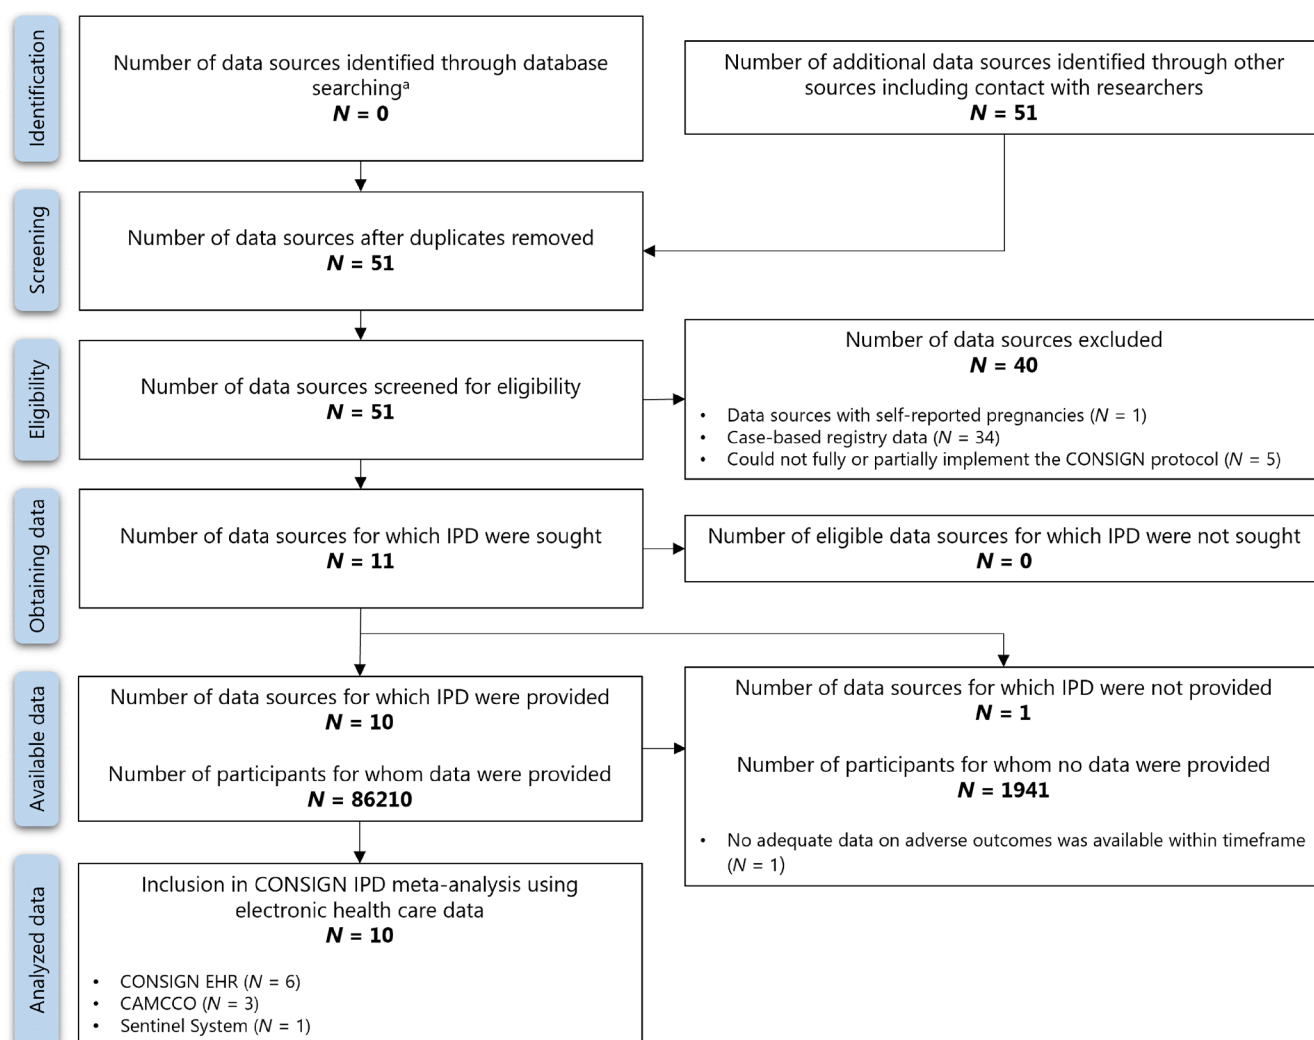 Identification
Number of data sources identified through database
searchingᵃ
N = 0
Number of additional data sources identified through other
sources including contact with researchers
N = 51
Screening
Number of data sources after duplicates removed
N = 51
Eligibility
Number of data sources screened for eligibility
N = 51
Number of data sources excluded
N = 40
• Data sources with self-reported pregnancies (N = 1)
• Case-based registry data (N = 34)
• Could not fully or partially implement the CONSIGN protocol (N = 5)
Obtaining data
Number of data sources for which IPD were sought
N = 11
Number of eligible data sources for which IPD were not sought
N = 0
Available data
Number of data sources for which IPD were provided
N = 10
Number of participants for whom data were provided
N = 86210
Number of data sources for which IPD were not provided
N = 1
Number of participants for whom no data were provided
N = 1941
• No adequate data on adverse outcomes was available within timeframe
(N = 1)
Analyzed data
Inclusion in CONSIGN IPD meta-analysis using
electronic health care data
N = 10
• CONSIGN EHR (N = 6)
• CAMCCO (N = 3)
• Sentinel System (N = 1)